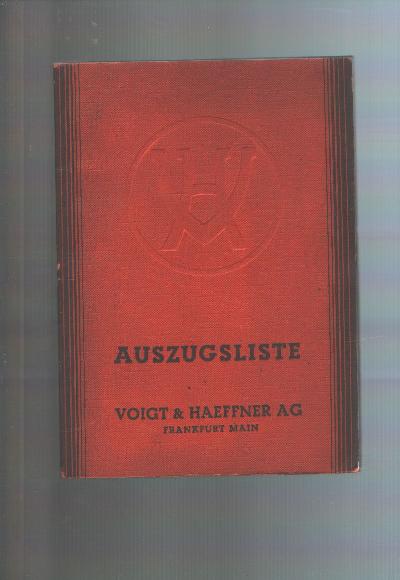 AUSZUGSLISTE
VOIGT & HAEFFNER AG
FRANKFURT MAIN